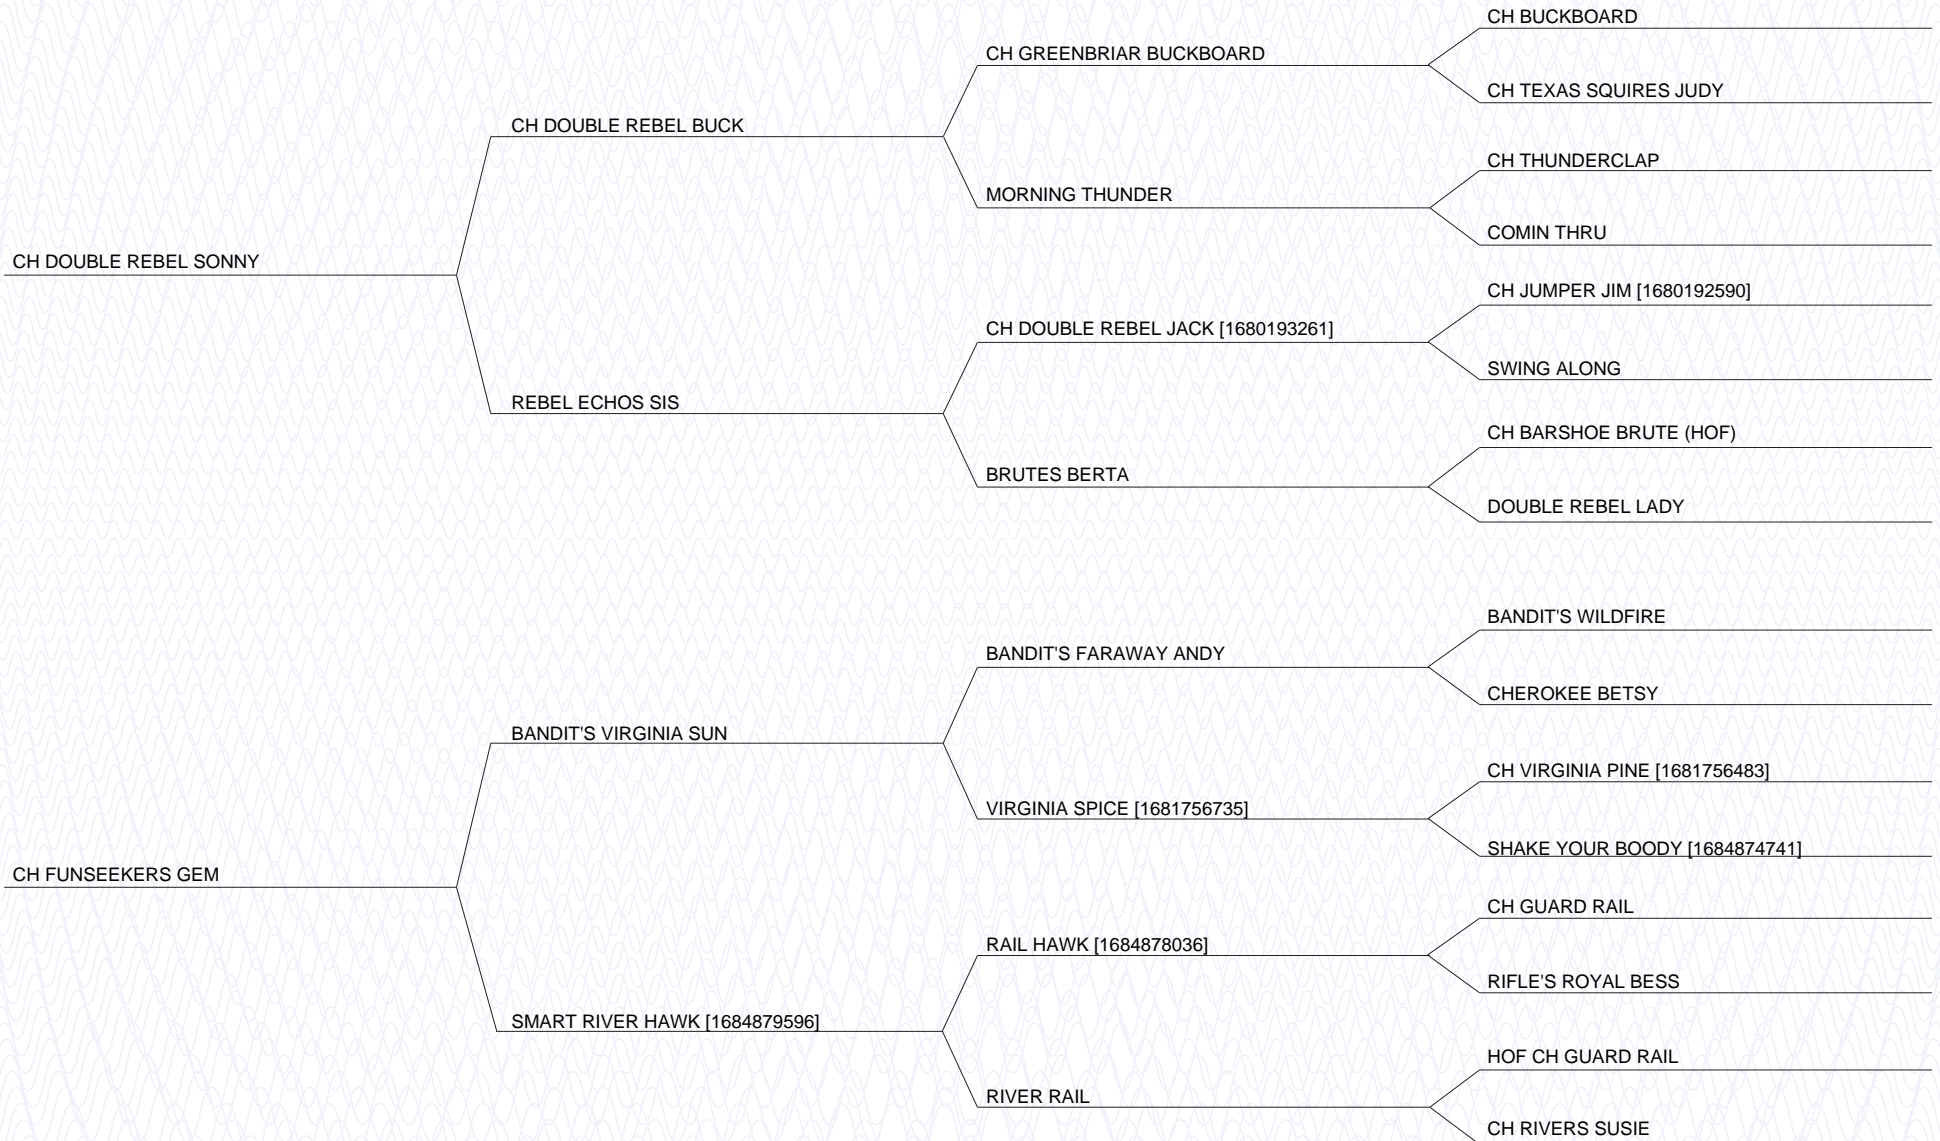 CH BUCKBOARD
CH GREENBRIAR BUCKBOARD
CH TEXAS SQUIRES JUDY
CH DOUBLE REBEL BUCK
CH THUNDERCLAP
MORNING THUNDER
COMIN THRU
CH DOUBLE REBEL SONNY
CH JUMPER JIM [1680192590]
CH DOUBLE REBEL JACK [1680193261]
SWING ALONG
REBEL ECHOS SIS
CH BARSHOE BRUTE (HOF)
BRUTES BERTA
DOUBLE REBEL LADY
BANDIT'S WILDFIRE
BANDIT'S FARAWAY ANDY
CHEROKEE BETSY
BANDIT'S VIRGINIA SUN
CH VIRGINIA PINE [1681756483]
VIRGINIA SPICE [1681756735]
SHAKE YOUR BOODY [1684874741]
CH FUNSEEKERS GEM
CH GUARD RAIL
RAIL HAWK [1684878036]
RIFLE'S ROYAL BESS
SMART RIVER HAWK [1684879596]
HOF CH GUARD RAIL
RIVER RAIL
CH RIVERS SUSIE